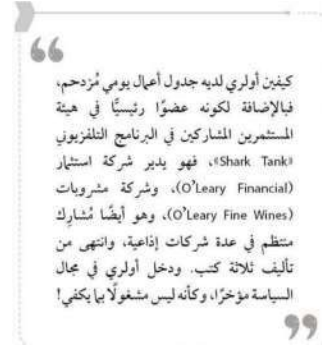 كيفين أولري لديه جدول أعمال يومي مُزدحم،
فبالإضافة لكونه عضوًا رئيسيًّا في هيئة
المستثمرين المشاركين في البرنامج التلفزيوني
«Shark Tank»، فهو يدير شركة استثمار
(O’Leary Financial)، وشركة مشروبات
(O’Leary Fine Wines)، وهو أيضًا مُشارِك
منتظم في عدة شركات إذاعية، وانتهى من
تأليف ثلاثة كتب. ودخل أولري في مجال
السياسة مؤخرًا، وكأنه ليس مشغولًا بما يكفي!